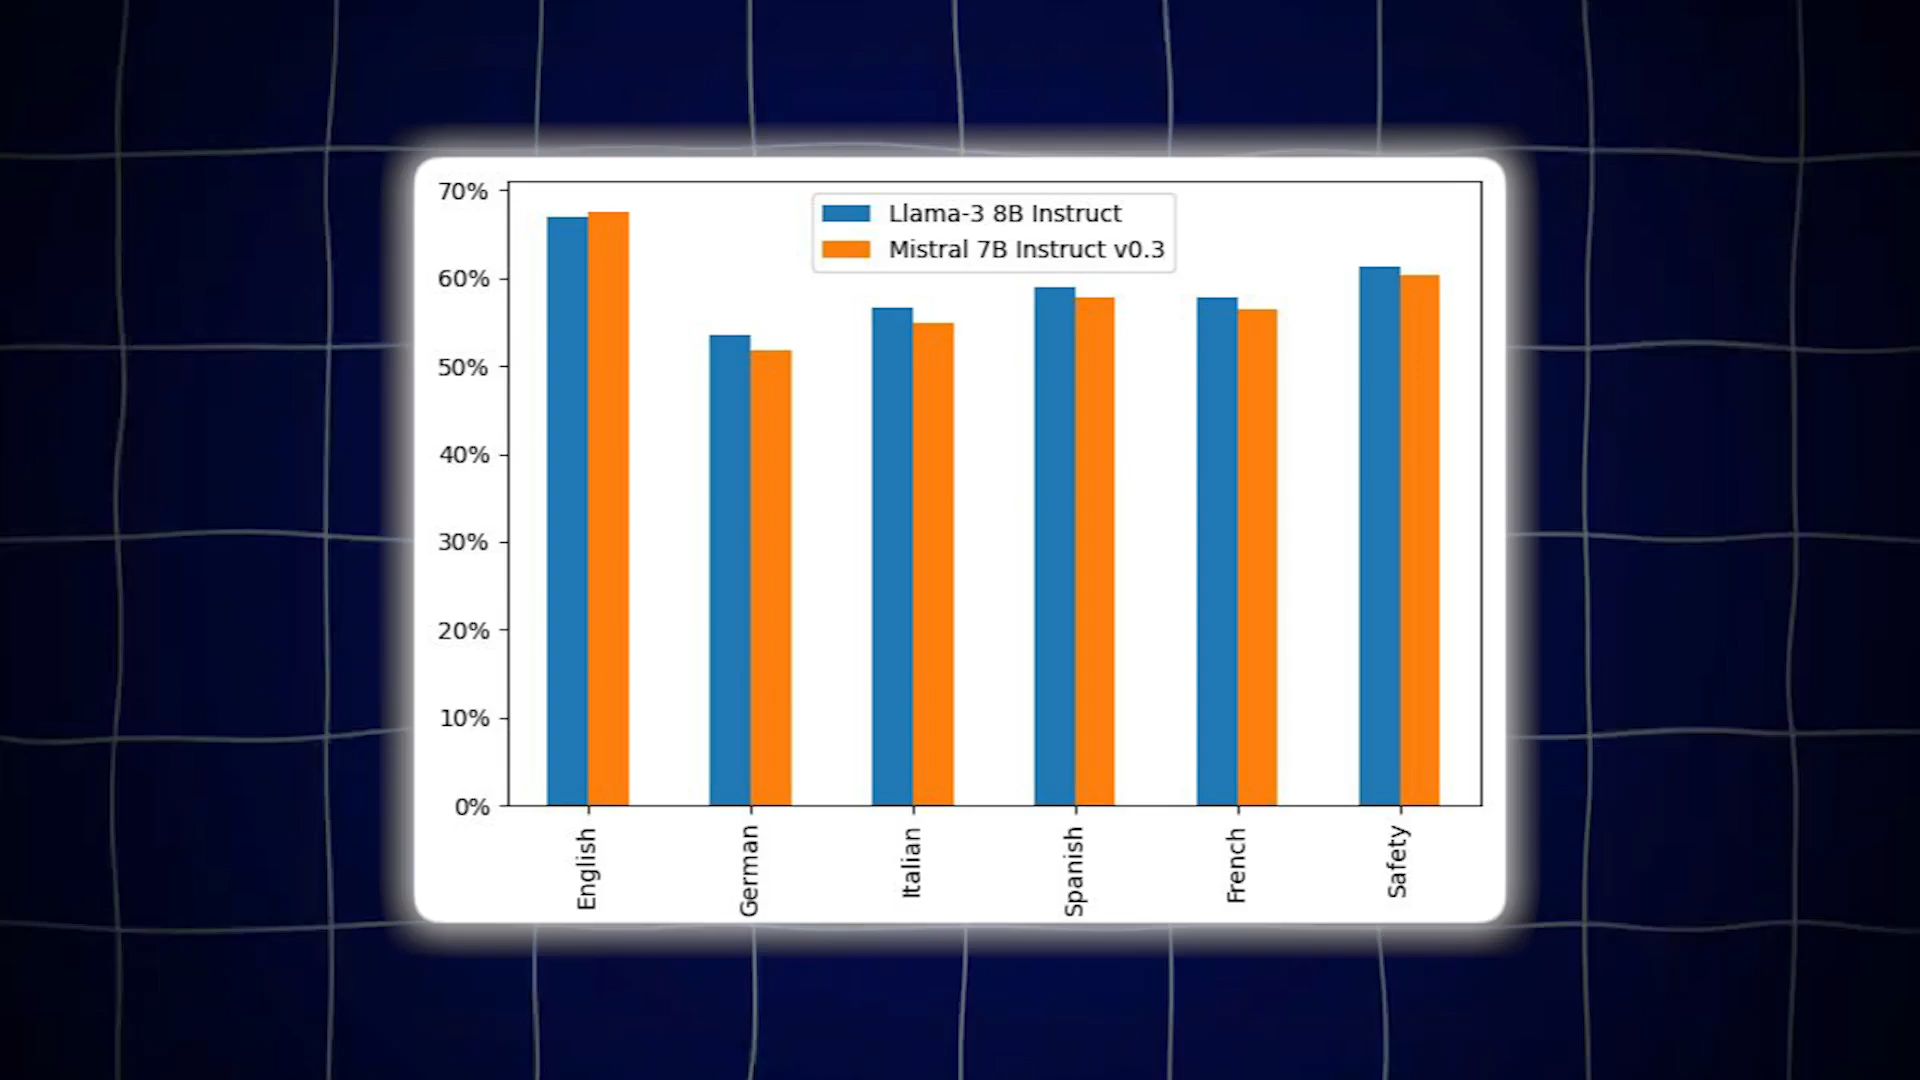 70%
60%
50%
40%
30%
20%
10%
0%
Llama-3 8B Instruct
Mistral 7B Instruct v0.3
English
German
Italian
Spanish
French
Safety